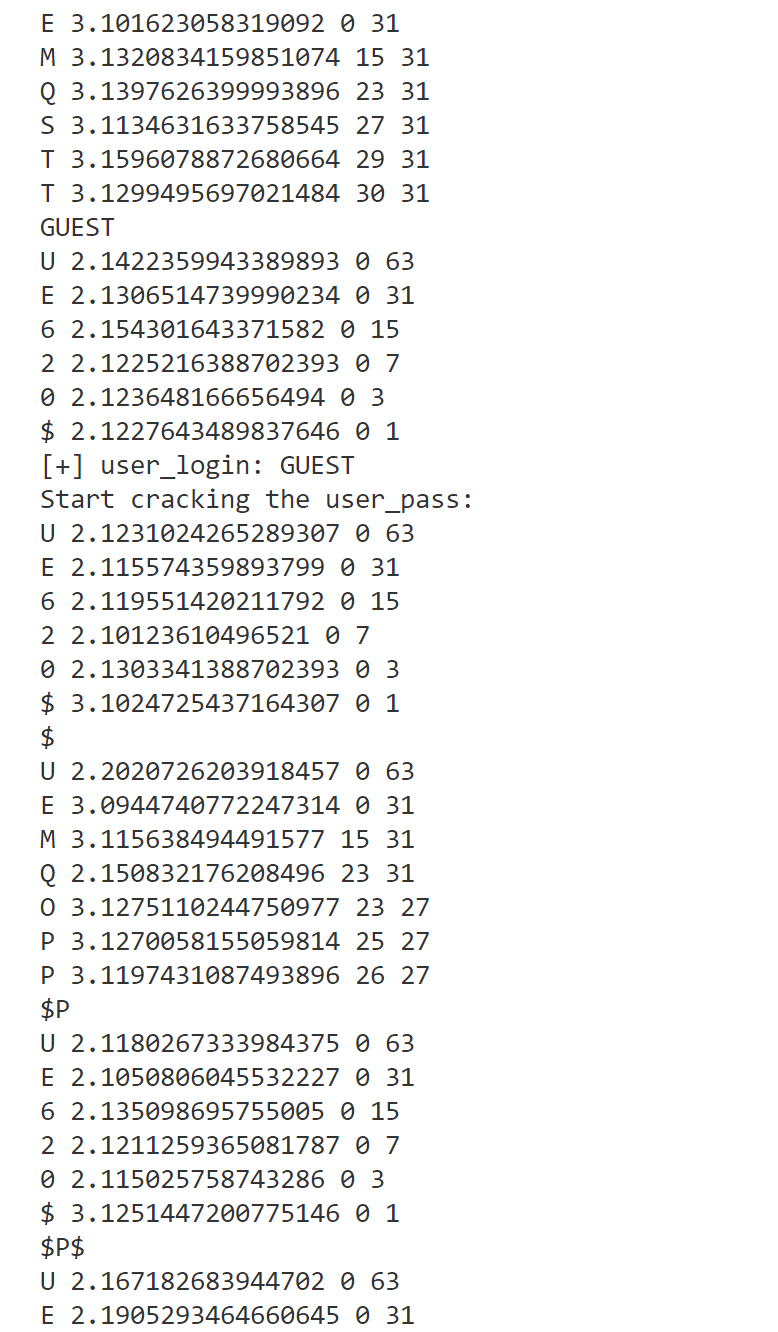 E 3.101623058319092 0 31
M 3.1320834159851074 15 31
Q 3.1397626399993896 23 31
S 3.1134631633758545 27 31
T 3.1596078872680664 29 31
T 3.1299495697021484 30 31
GUEST
U 2.1422359943389893 0 63
E 2.1306514739990234 0 31
6 2.154301643371582 0 15
2 2.1225216388702393 0 7
0 2.123648166656494 0 3
$ 2.1227643489837646 0 1
[+] user_login: GUEST
Start cracking the user_pass:
U 2.1231024265289307 0 63
E 2.115574359893799 0 31
6 2.119551420211792 0 15
2 2.10123610496521 0 7
0 2.1303341388702393 0 3
$ 3.1024725437164307 0 1
$
U 2.2020726203918457 0 63
E 3.0944740772247314 0 31
M 3.115638494491577 15 31
Q 2.150832176208496 23 31
O 3.1275110244750977 23 27
P 3.1270058155059814 25 27
P 3.1197431087493896 26 27
$P
U 2.1180267333984375 0 63
E 2.1050806045532227 0 31
6 2.135098695755005 0 15
2 2.1211259365081787 0 7
0 2.115025758743286 0 3
$ 3.1251447200775146 0 1
$P$
U 2.167182683944702 0 63
E 2.1905293464660645 0 31